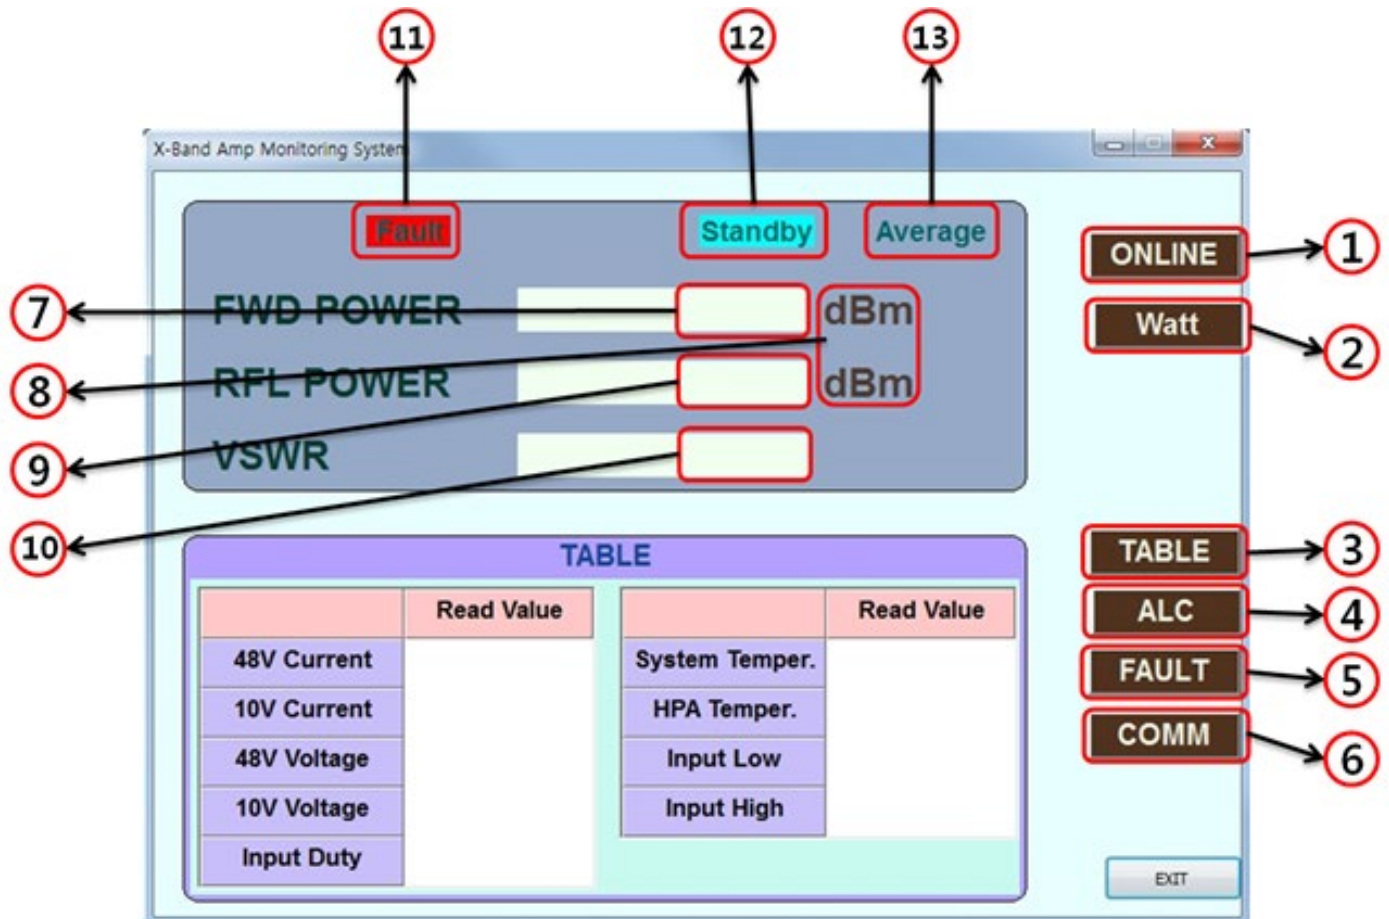 ⑪ ⑫ ⑬
X-Band Amp Monitoring System
Fault Standby Average
ONLINE ①
⑦ FWD POWER dBm
Watt ②
⑧ RFL POWER dBm
⑨ VSWR
⑩
TABLE
TABLE ③
Read Value Read Value
ALC ④
48V Current System Temper.
FAULT ⑤
10V Current HPA Temper.
COMM ⑥
48V Voltage Input Low
10V Voltage Input High
Input Duty
EXIT